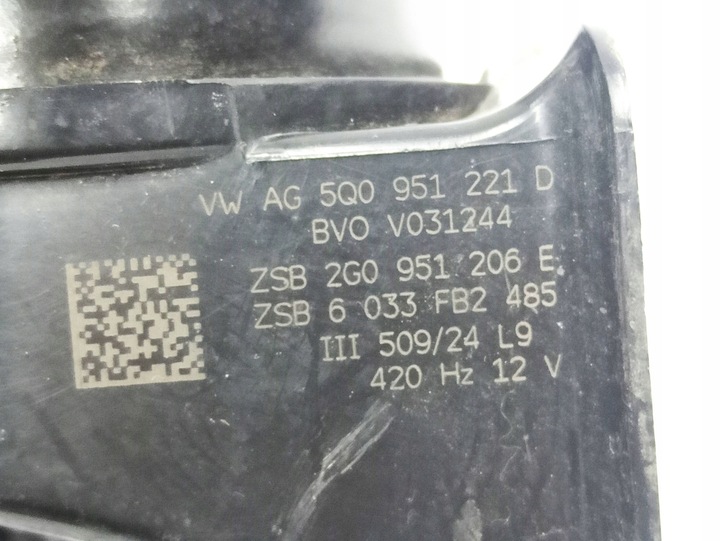 VW AG 5Q0 951 221 D
BVO V031244
ZSB 2G0 951 206 E
ZSB 6 033 FB2 485
III 509/24 L9
420 Hz 12 V